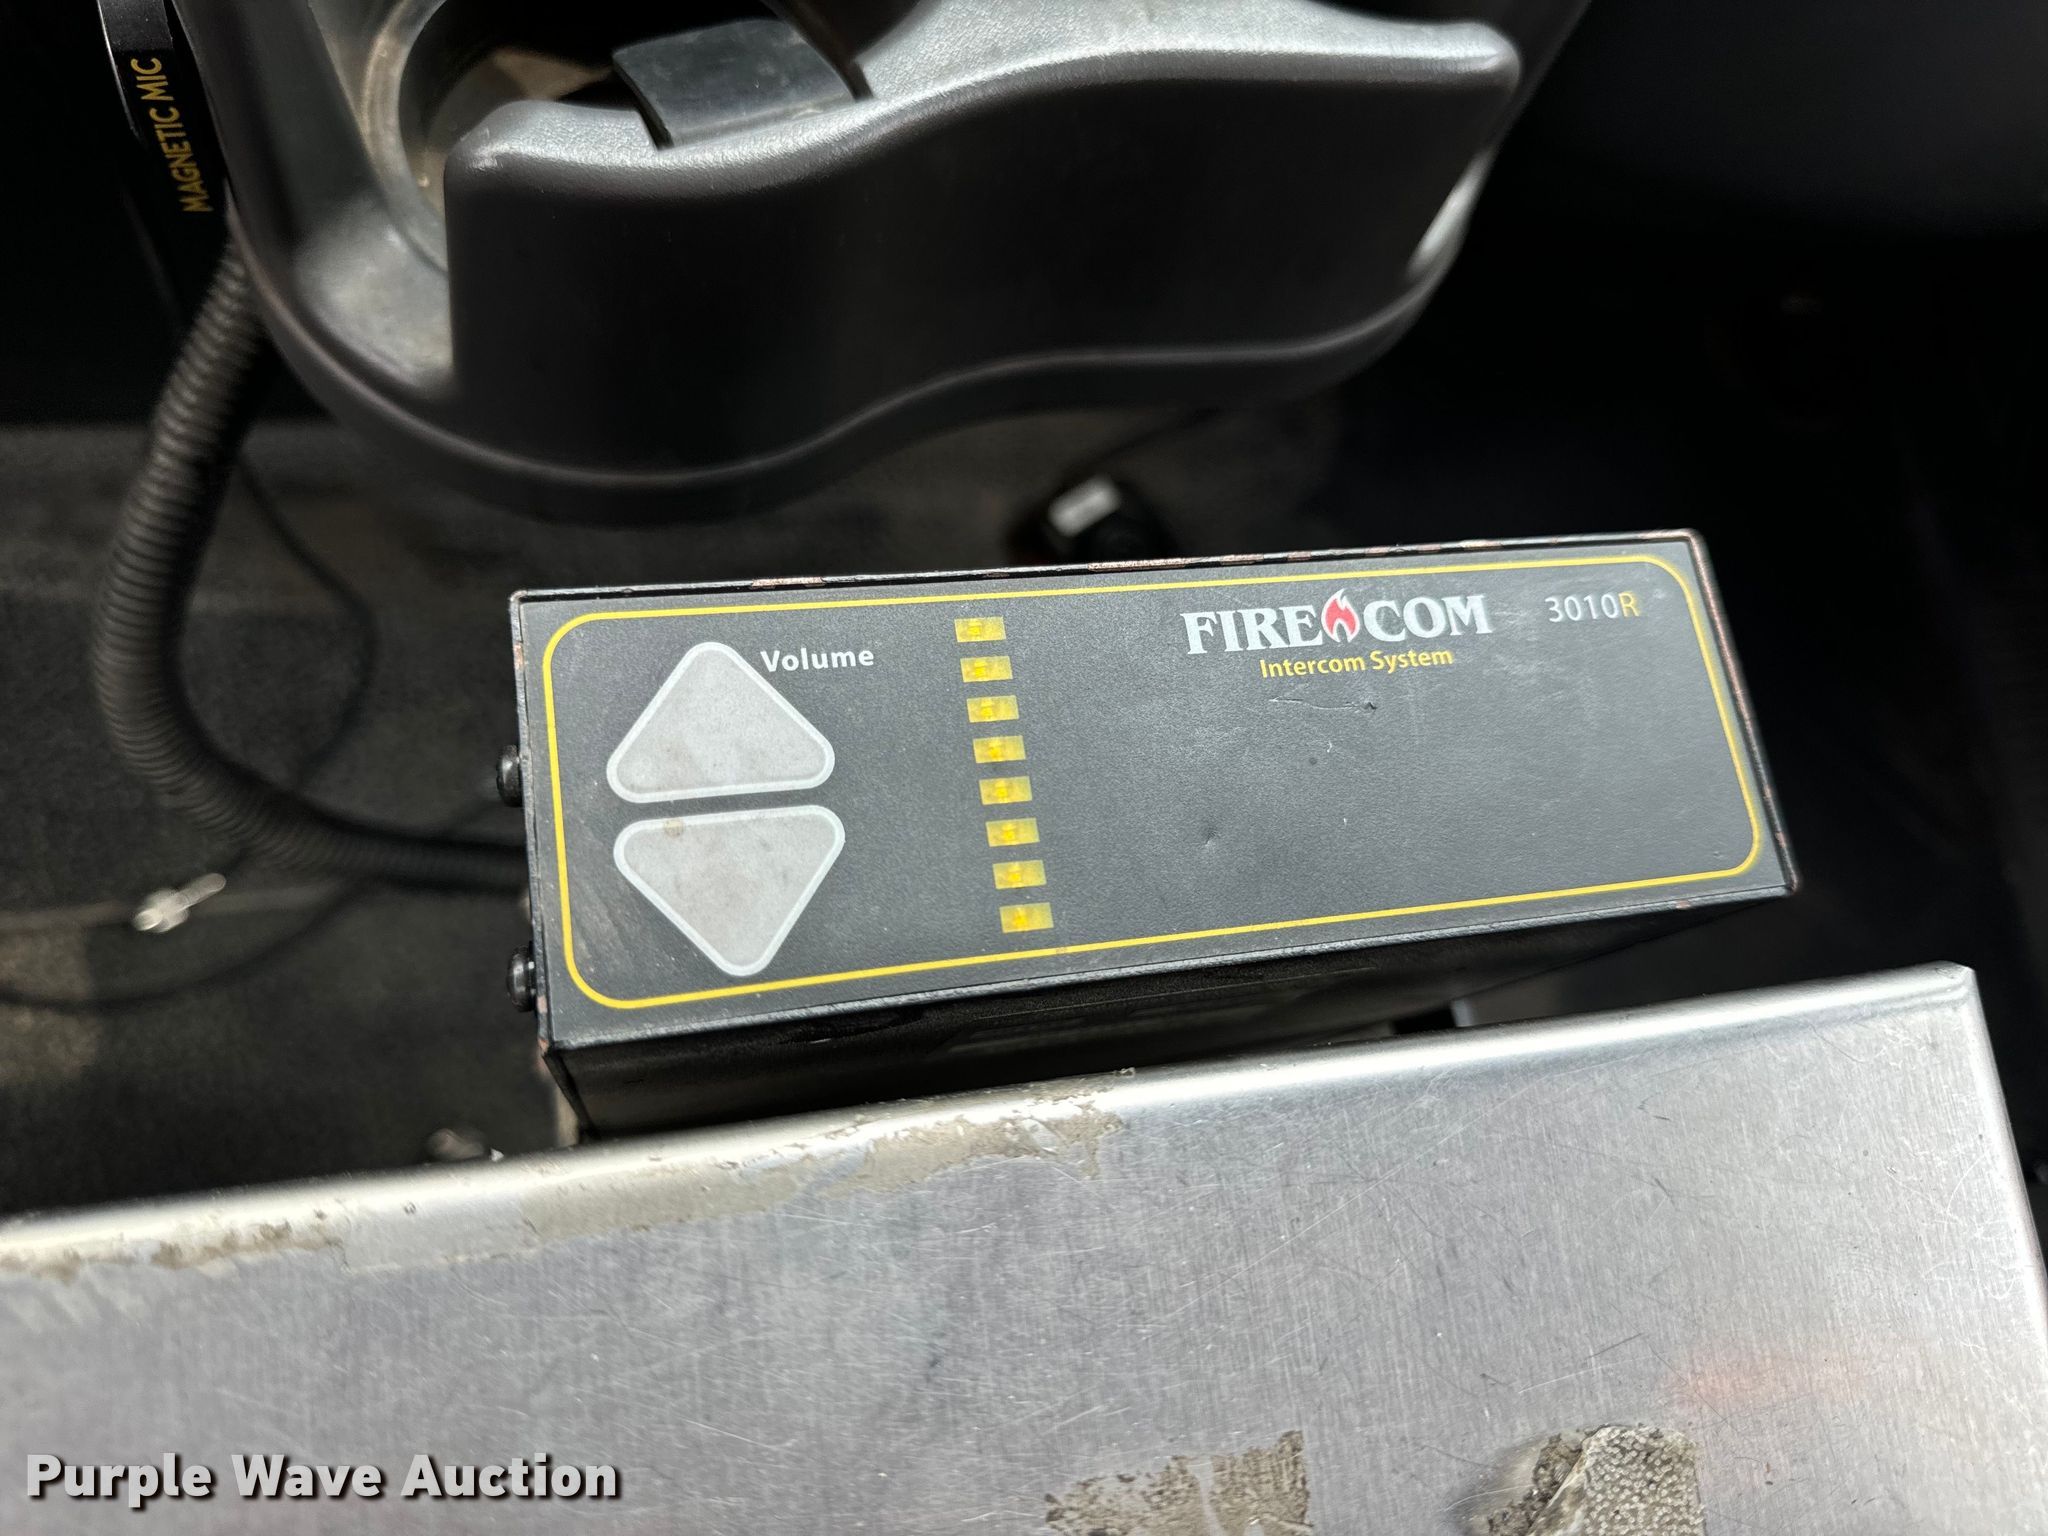 MAGNETIC MIC
Volume
FIRECOM
3010R
Intercom System
Purple Wave Auction